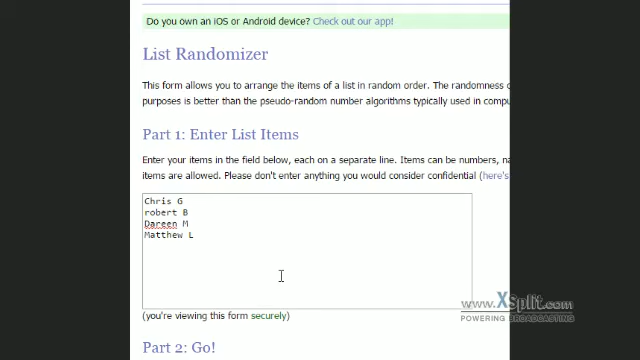 Do you own an iOS or Android device? Check out our app!
List Randomizer
This form allows you to arrange the items of a list in random order. The randomness
purposes is better than the pseudo-random number algorithms typically used in
Part 1: Enter List Items
Enter your items in the field below, each on a separate line. Items can be numbers,
items are allowed. Please don't enter anything you would consider confidential (here's
Chris G
robert B
Dareen M
Matthew L
(you're viewing this form securely)
www.XSplit.com
POWERING BROADCASTING
Part 2: Go!